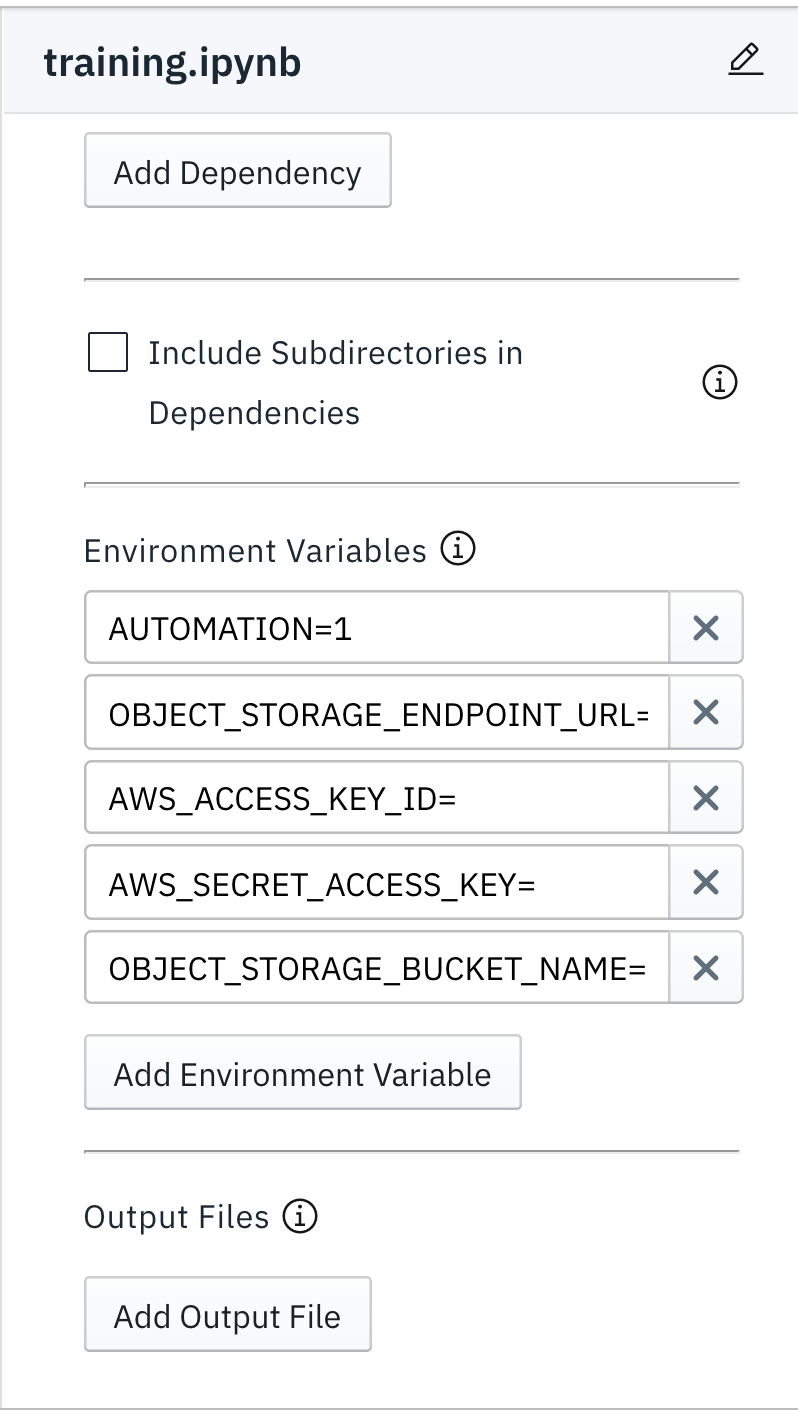 training.ipynb
Add Dependency
Include Subdirectories in
Dependencies
Environment Variables
AUTOMATION=1
OBJECT_STORAGE_ENDPOINT_URL=
AWS_ACCESS_KEY_ID=
AWS_SECRET_ACCESS_KEY=
OBJECT_STORAGE_BUCKET_NAME=
Add Environment Variable
Output Files
Add Output File